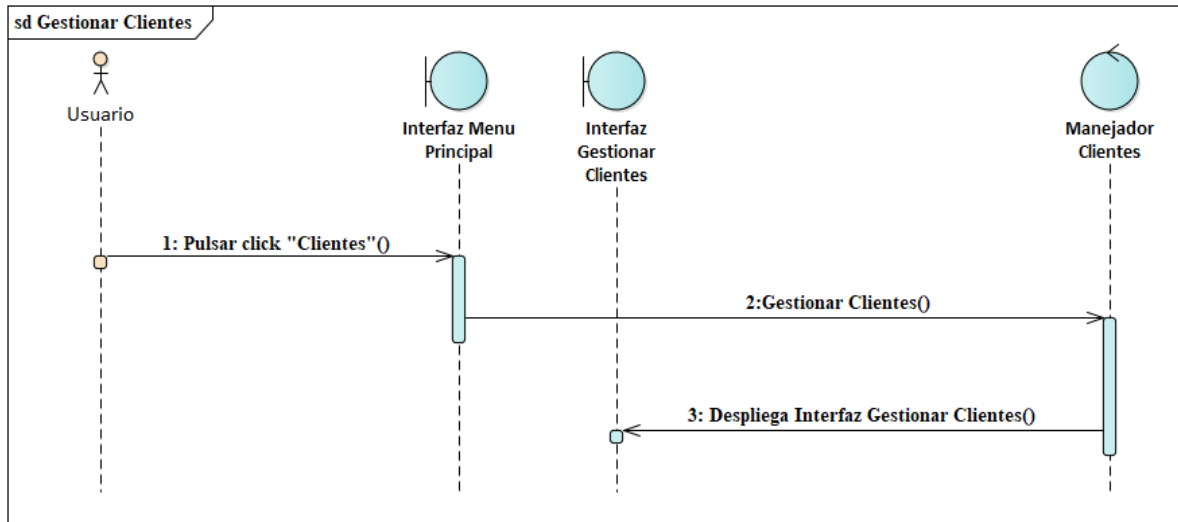 sd Gestionar Clientes
Usuario
Interfaz Menu
Principal
Interfaz
Gestionar
Clientes
Manejador
Clientes
1: Pulsar click "Clientes"()
2:Gestionar Clientes()
3: Despliega Interfaz Gestionar Clientes()